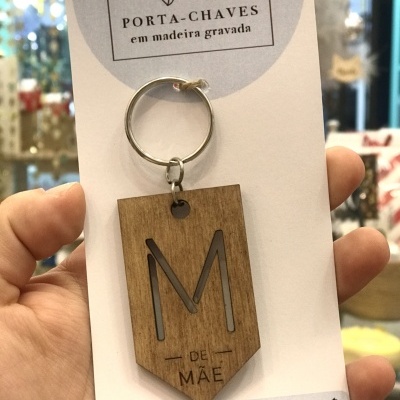 PORTA-CHAVES
em madeira gravada
M
DE
MÃE